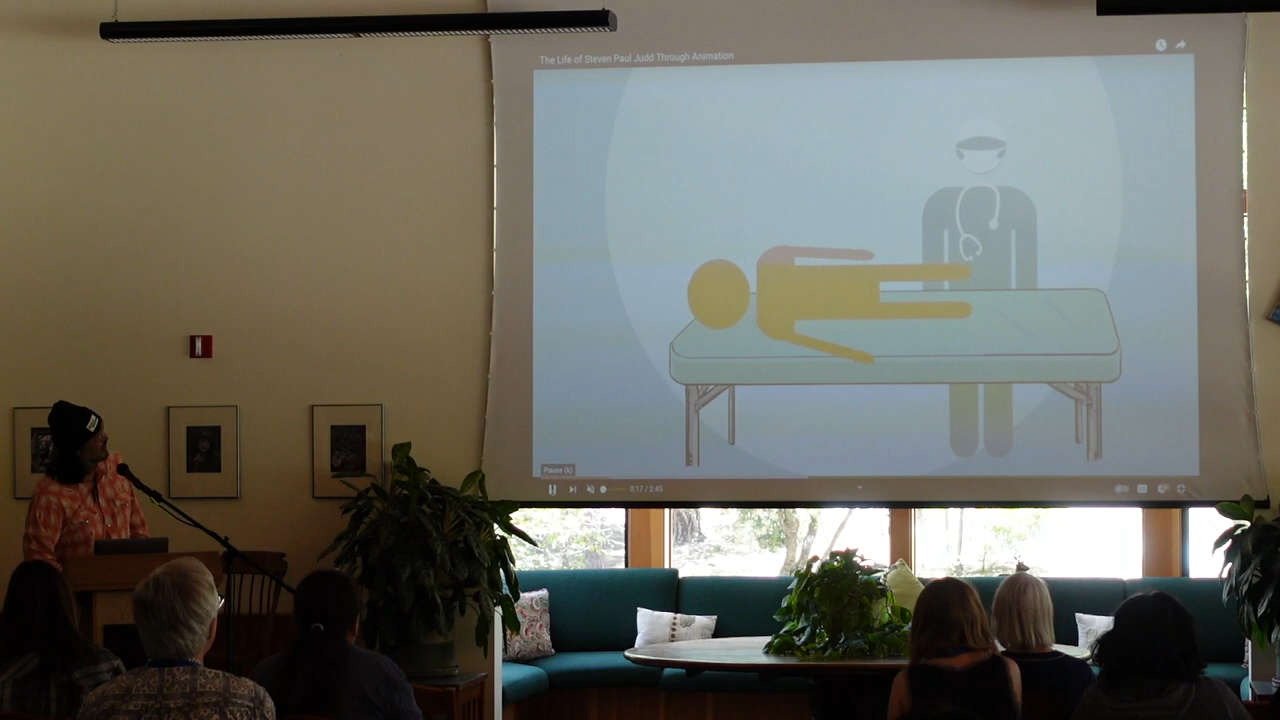 The Life of Steven Paul Judd Through Animation
Pause (k)
0:17 / 2:45